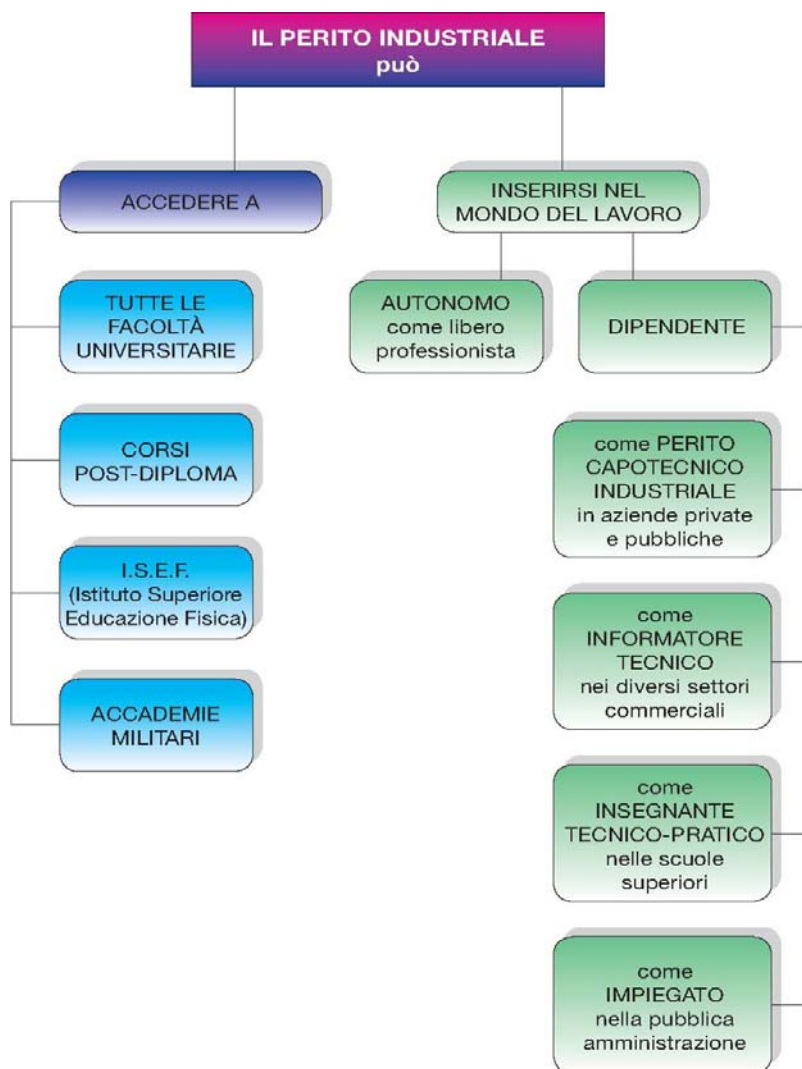 IL PERITO INDUSTRIALE
può
ACCEDERE A
TUTTE LE
FACOLTÀ
UNIVERSITARIE
CORSI
POST-DIPLOMA
I.S.E.F.
(Istituto Superiore
Educazione Fisica)
ACCADEMIE
MILITARI
INSERIRSI NEL
MONDO DEL LAVORO
AUTONOMO
come libero
professionista
DIPENDENTE
come PERITO
CAPOTECNICO
INDUSTRIALE
in aziende private
e pubbliche
come
INFORMATORE
TECNICO
nei diversi settori
commerciali
come
INSEGNANTE
TECNICO-PRATICO
nelle scuole
superiori
come
IMPIEGATO
nella pubblica
amministrazione